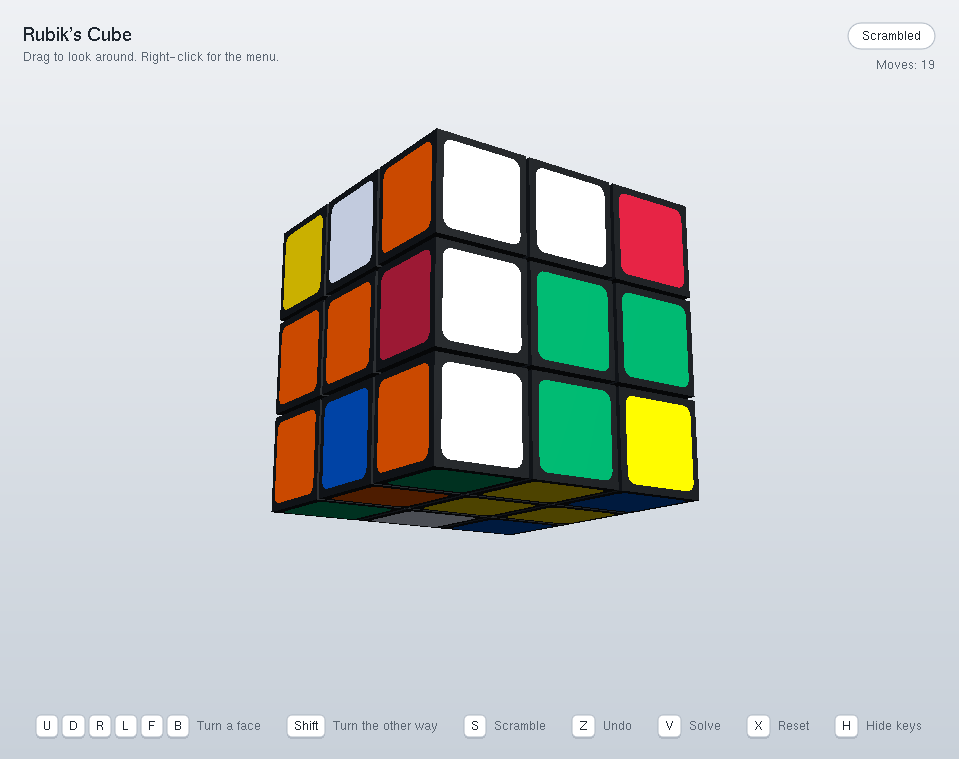 Rubik's Cube
Drag to look around. Right-click for the menu.
Scrambled
Moves: 19
U D R L F B Turn a face Shift Turn the other way S Scramble Z Undo V Solve X Reset H Hide keys